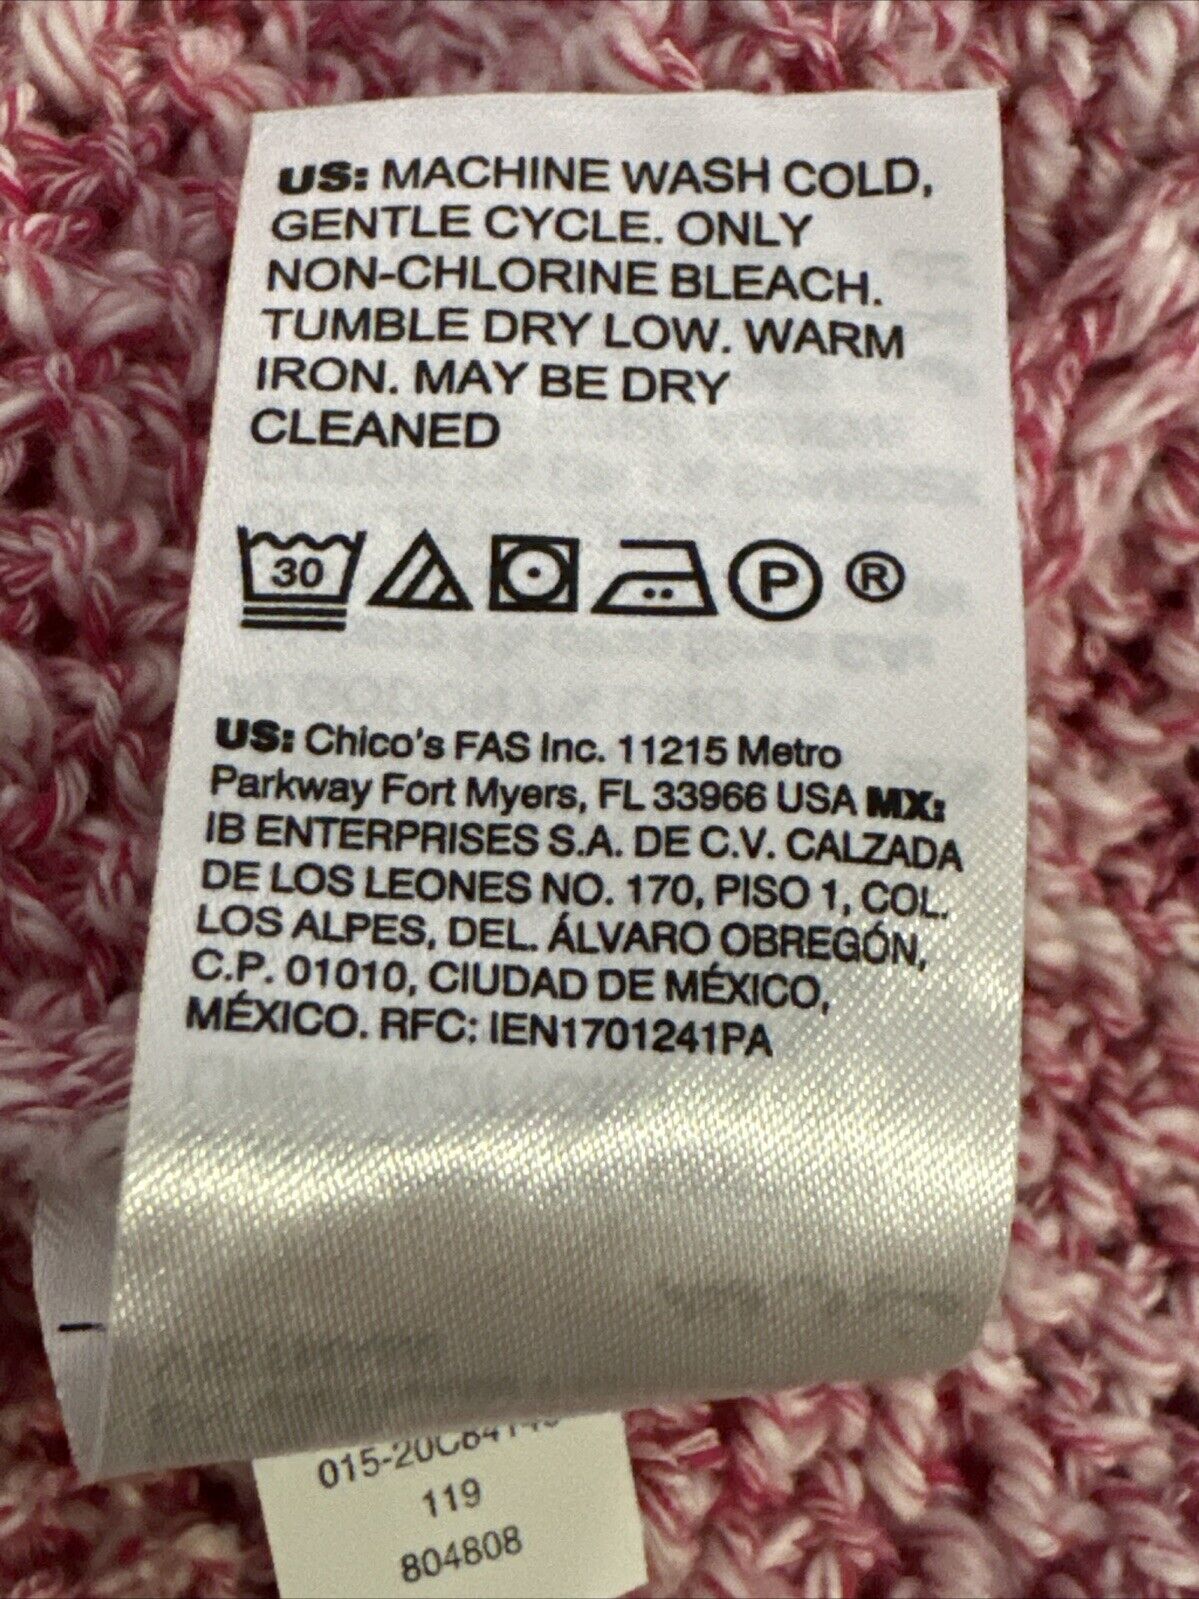 US: MACHINE WASH COLD,
GENTLE CYCLE. ONLY
NON-CHLORINE BLEACH.
TUMBLE DRY LOW. WARM
IRON. MAY BE DRY
CLEANED
30 P ®
US: Chico's FAS Inc. 11215 Metro
Parkway Fort Myers, FL 33966 USA MX:
IB ENTERPRISES S.A. DE C.V. CALZADA
DE LOS LEONES NO. 170, PISO 1, COL.
LOS ALPES, DEL. ÁLVARO OBREGÓN,
C.P. 01010, CIUDAD DE MÉXICO,
MÉXICO. RFC: IEN1701241PA
119
804808